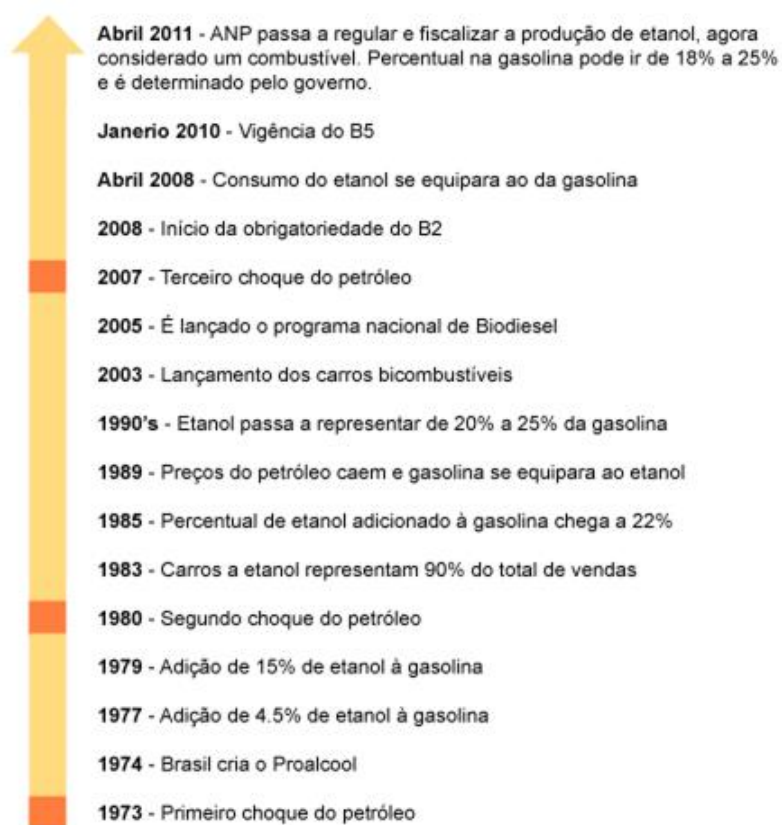 Abril 2011 - ANP passa a regular e fiscalizar a produção de etanol, agora
considerado um combustível. Percentual na gasolina pode ir de 18% a 25%
e é determinado pelo governo.
Janerio 2010 - Vigência do B5
Abril 2008 - Consumo do etanol se equipara ao da gasolina
2008 - Início da obrigatoriedade do B2
2007 - Terceiro choque do petróleo
2005 - É lançado o programa nacional de Biodiesel
2003 - Lançamento dos carros bicombustíveis
1990's - Etanol passa a representar de 20% a 25% da gasolina
1989 - Preços do petróleo caem e gasolina se equipara ao etanol
1985 - Percentual de etanol adicionado à gasolina chega a 22%
1983 - Carros a etanol representam 90% do total de vendas
1980 - Segundo choque do petróleo
1979 - Adição de 15% de etanol à gasolina
1977 - Adição de 4.5% de etanol à gasolina
1974 - Brasil cria o Proalcool
1973 - Primeiro choque do petróleo